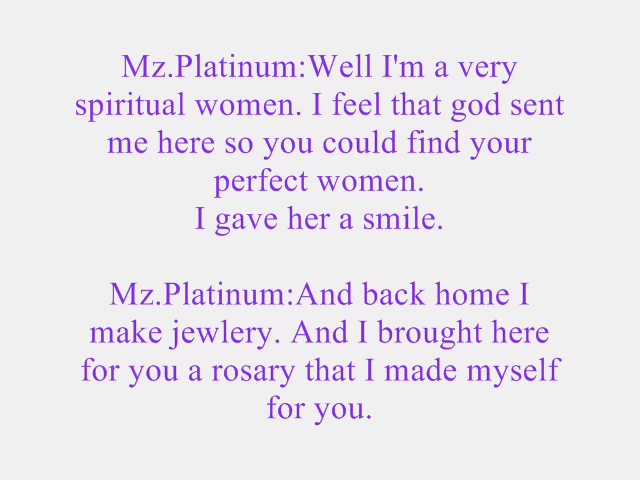 Mz.Platinum:Well I'm a very
spiritual women. I feel that god sent
me here so you could find your
perfect women.
I gave her a smile.
Mz.Platinum:And back home I
make jewlery. And I brought here
for you a rosary that I made myself
for you.